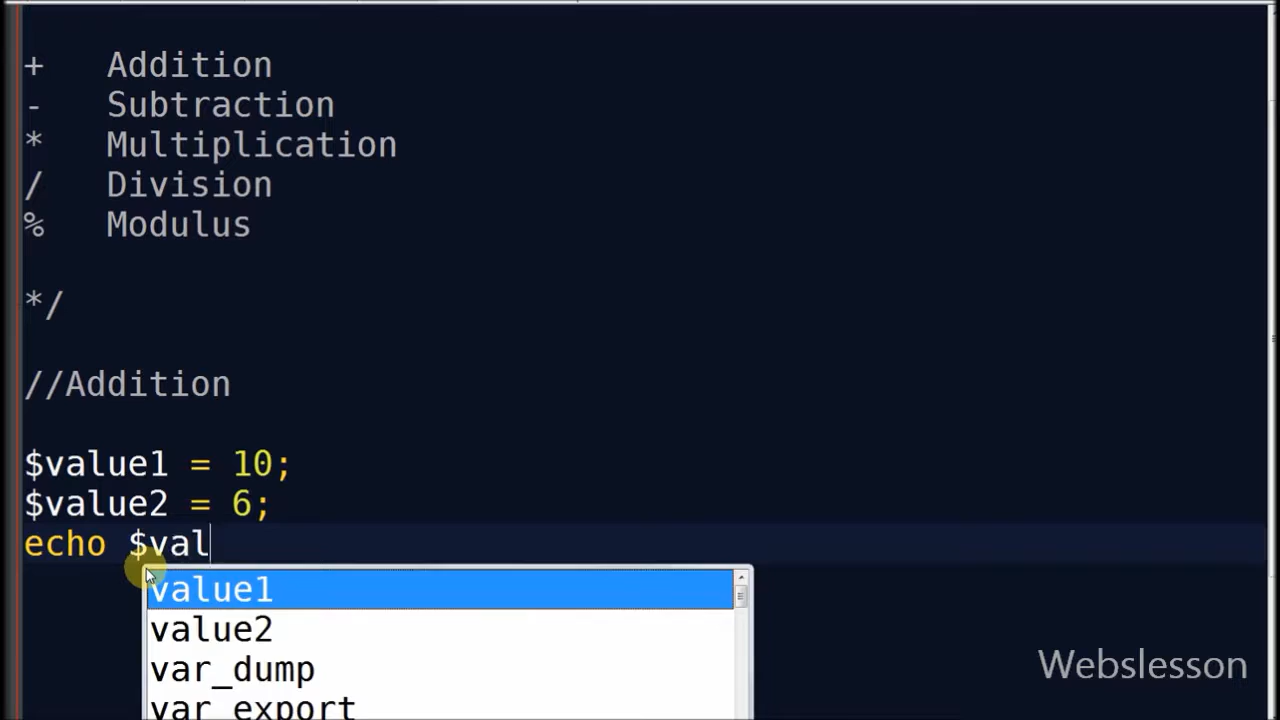 + Addition
- Subtraction
* Multiplication
/ Division
% Modulus
*/
//Addition
$value1 = 10;
$value2 = 6;
echo $val
value1
value2
var_dump
var_export
Webslesson